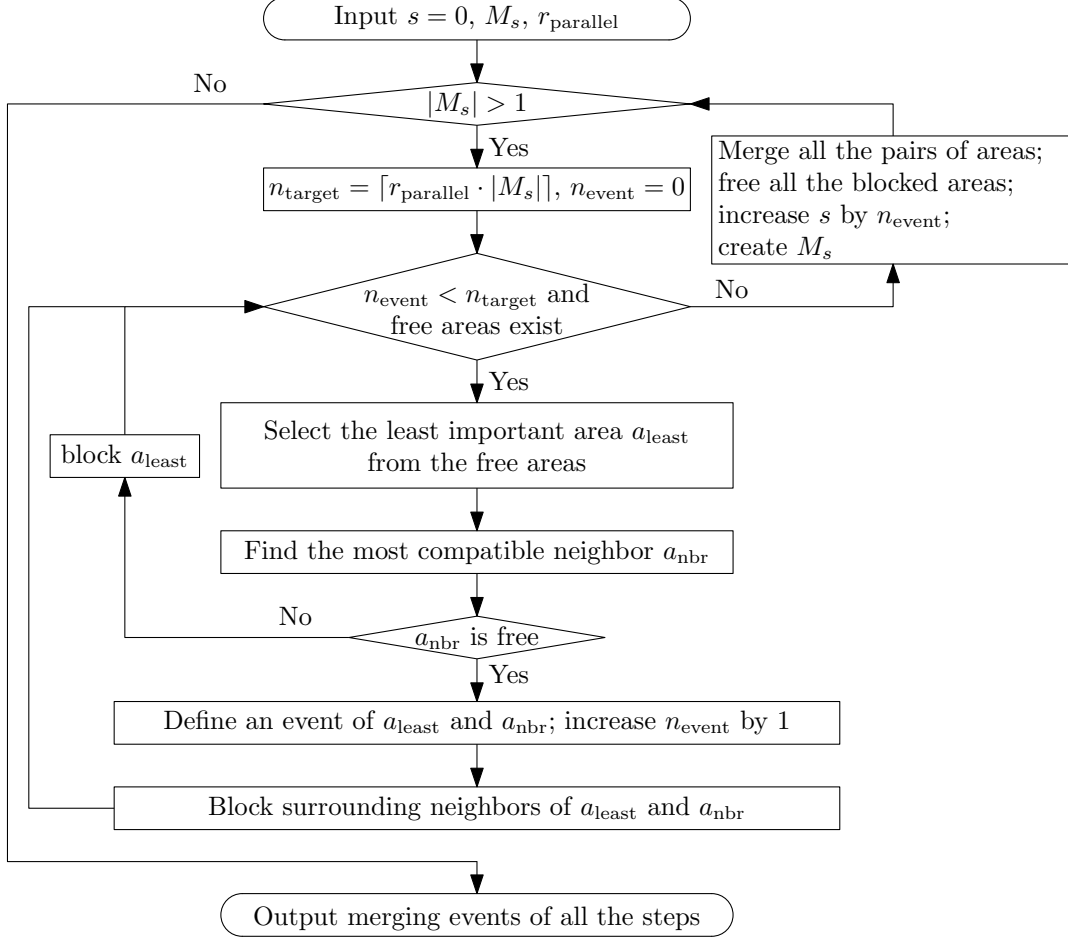 Input s = 0, M_s, r_parallel
No
|M_s| > 1
Yes
Merge all the pairs of areas;
free all the blocked areas;
increase s by n_event;
create M_s
n_target = ⌈r_parallel · |M_s|⌉, n_event = 0
n_event < n_target and
free areas exist
No
Yes
Select the least important area a_least
from the free areas
block a_least
Find the most compatible neighbor a_nbr
No
a_nbr is free
Yes
Define an event of a_least and a_nbr; increase n_event by 1
Block surrounding neighbors of a_least and a_nbr
Output merging events of all the steps